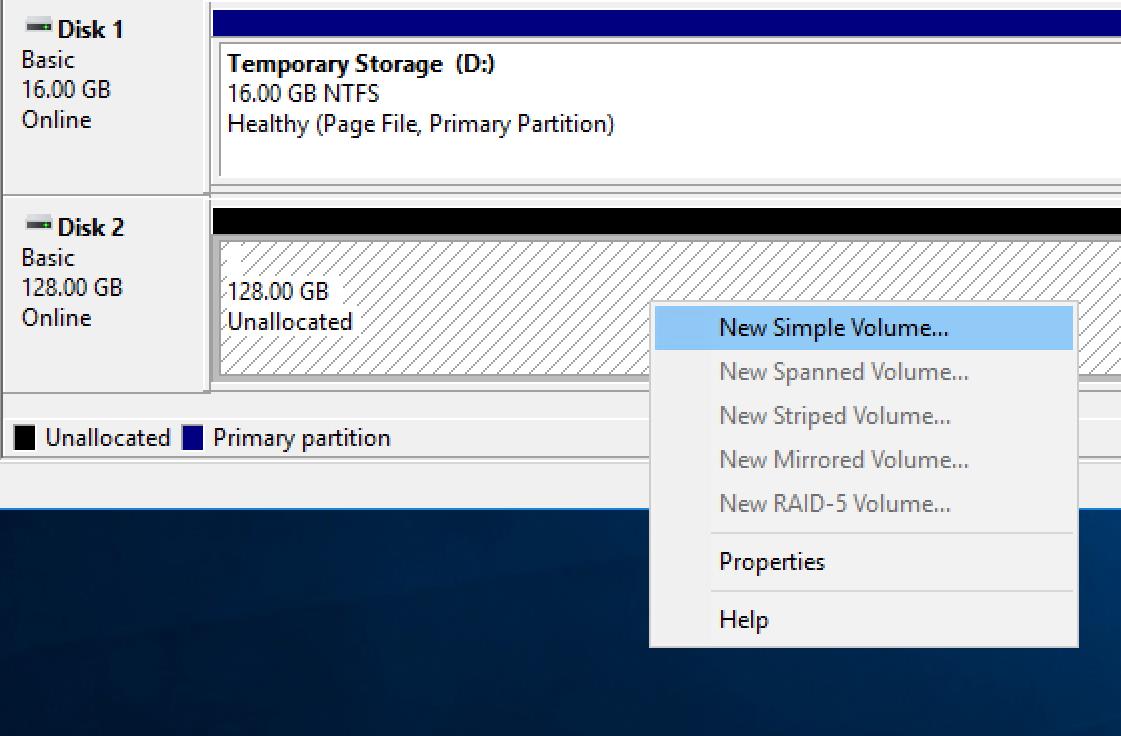 Disk 1
Basic
16.00 GB
Online
Temporary Storage (D:)
16.00 GB NTFS
Healthy (Page File, Primary Partition)
Disk 2
Basic
128.00 GB
Online
128.00 GB
Unallocated
New Simple Volume...
New Spanned Volume...
New Striped Volume...
New Mirrored Volume...
New RAID-5 Volume...
Properties
Help
Unallocated Primary partition